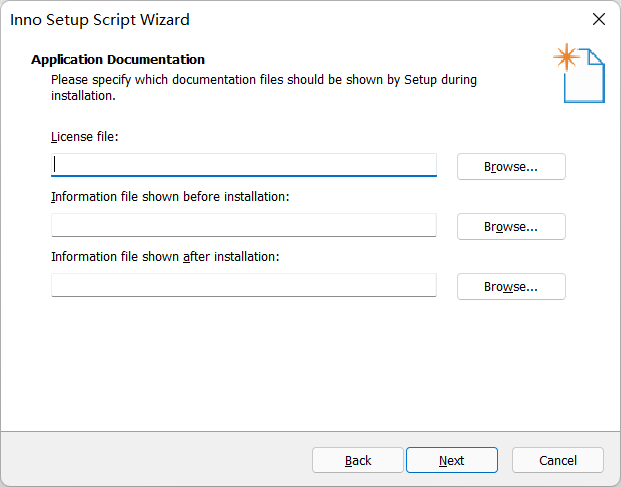 Inno Setup Script Wizard
Application Documentation
Please specify which documentation files should be shown by Setup during
installation.
License file:
Browse...
Information file shown before installation:
Browse...
Information file shown after installation:
Browse...
Back
Next
Cancel